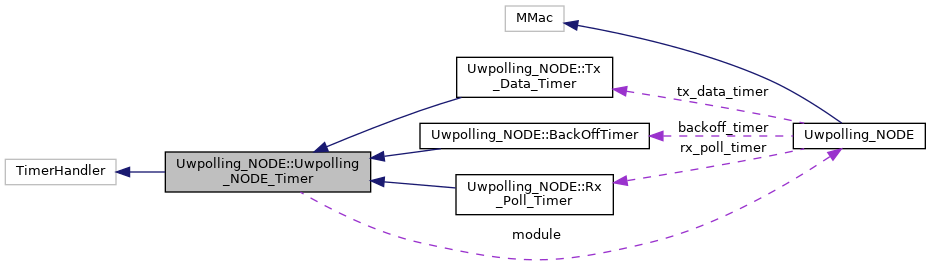 MMac
Uwpolling_NODE::Tx
_Data_Timer
tx_data_timer
Uwpolling_NODE::BackOffTimer
backoff_timer
Uwpolling_NODE
rx_poll_timer
TimerHandler
Uwpolling_NODE::Uwpolling
_NODE_Timer
Uwpolling_NODE::Rx
_Poll_Timer
module